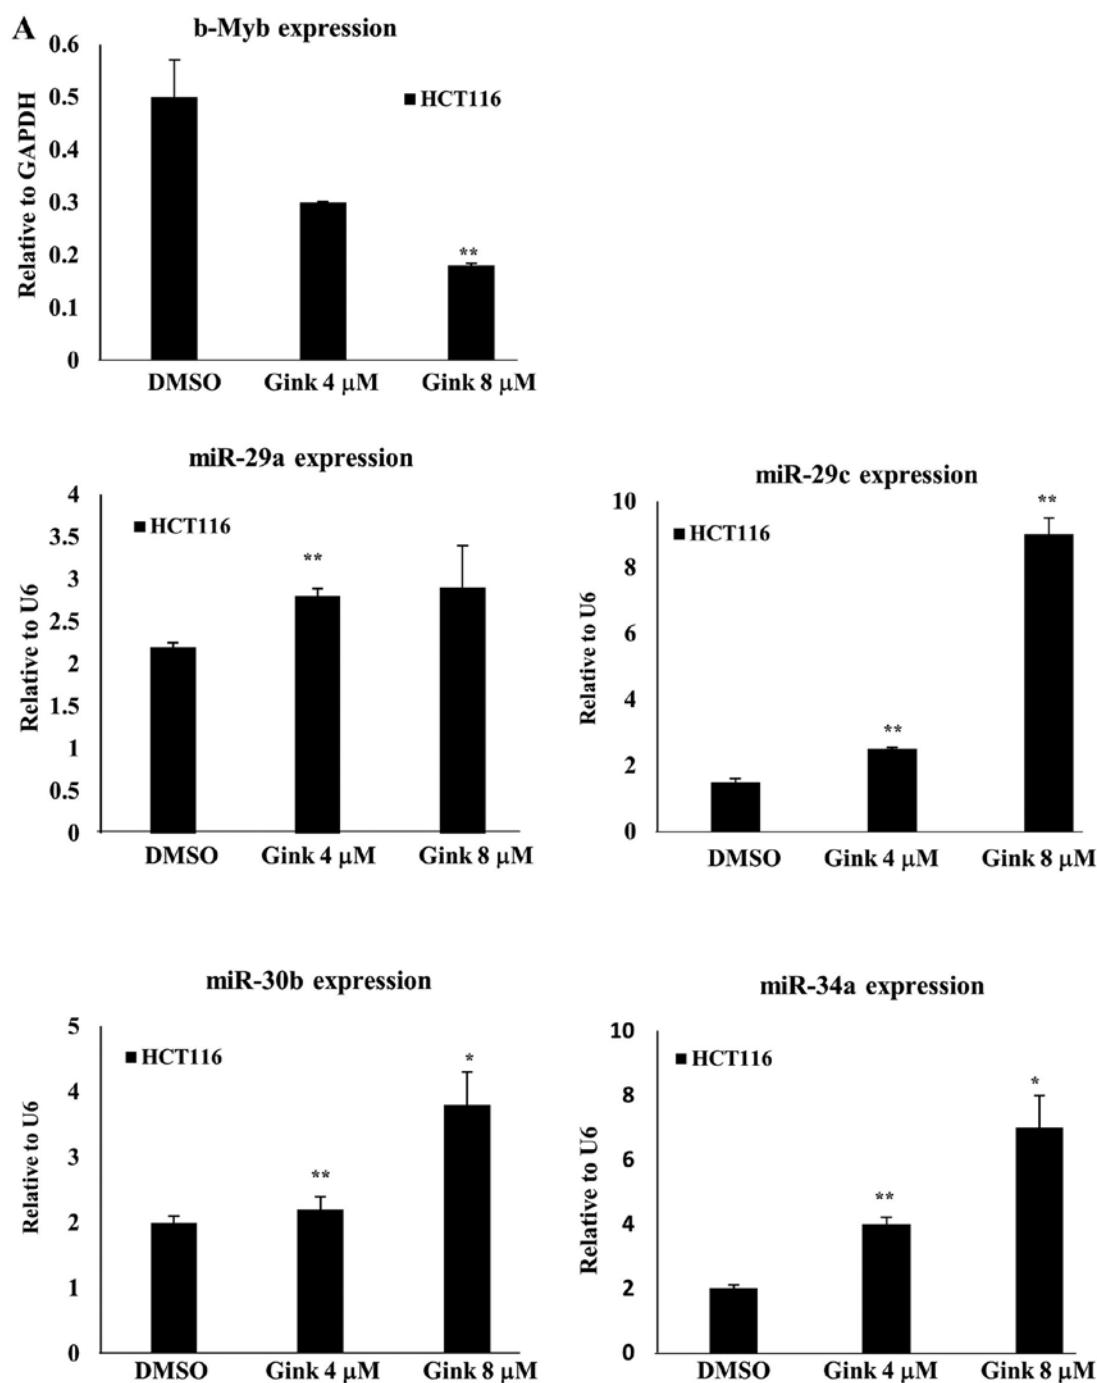 A
b-Myb expression
0.6
0.5
0.4
0.3
0.2
0.1
0
Relative to GAPDH
HCT116
**
DMSO Gink 4 μM Gink 8 μM
miR-29a expression
4
3.5
3
2.5
2
1.5
1
0.5
0
Relative to U6
HCT116
**
DMSO Gink 4 μM Gink 8 μM
miR-29c expression
10
8
6
4
2
0
Relative to U6
HCT116
**
**
DMSO Gink 4 μM Gink 8 μM
miR-30b expression
5
4
3
2
1
0
Relative to U6
HCT116
**
*
DMSO Gink 4 μM Gink 8 μM
miR-34a expression
10
8
6
4
2
0
Relative to U6
HCT116
**
*
DMSO Gink 4 μM Gink 8 μM